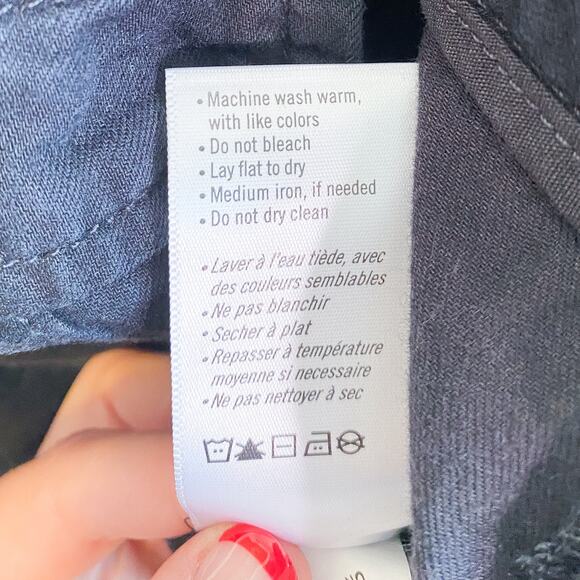 • Machine wash warm,
with like colors
• Do not bleach
• Lay flat to dry
• Medium iron, if needed
• Do not dry clean
• Laver à l'eau tiède, avec
des couleurs semblables
• Ne pas blanchir
• Secher à plat
• Repasser à température
moyenne si necessaire
• Ne pas nettoyer à sec